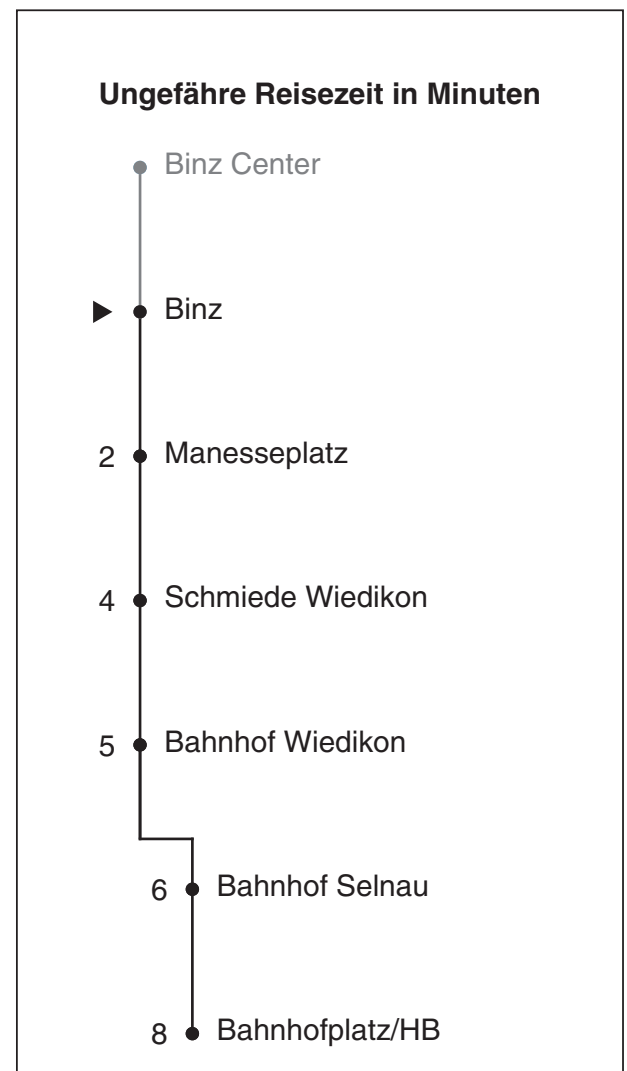 Ungefähre Reisezeit in Minuten
Binz Center
Binz
2 Manesseplatz
4 Schmiede Wiedikon
5 Bahnhof Wiedikon
6 Bahnhof Selnau
8 Bahnhofplatz/HB